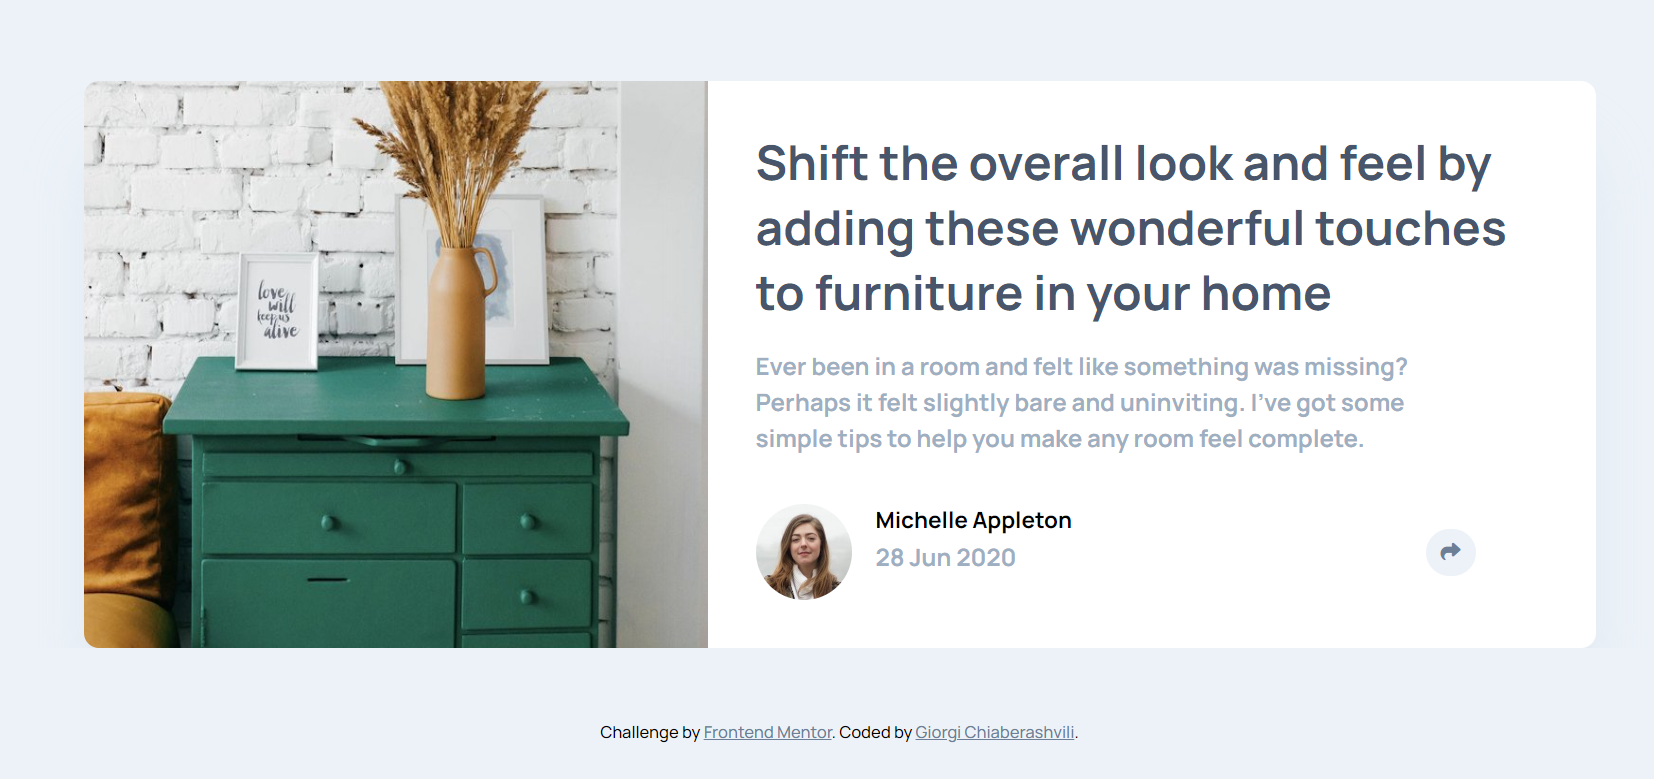 love
will
keep us
alive
Shift the overall look and feel by
adding these wonderful touches
to furniture in your home
Ever been in a room and felt like something was missing?
Perhaps it felt slightly bare and uninviting. I’ve got some
simple tips to help you make any room feel complete.
Michelle Appleton
28 Jun 2020
Challenge by Frontend Mentor. Coded by Giorgi Chiaberashvili.